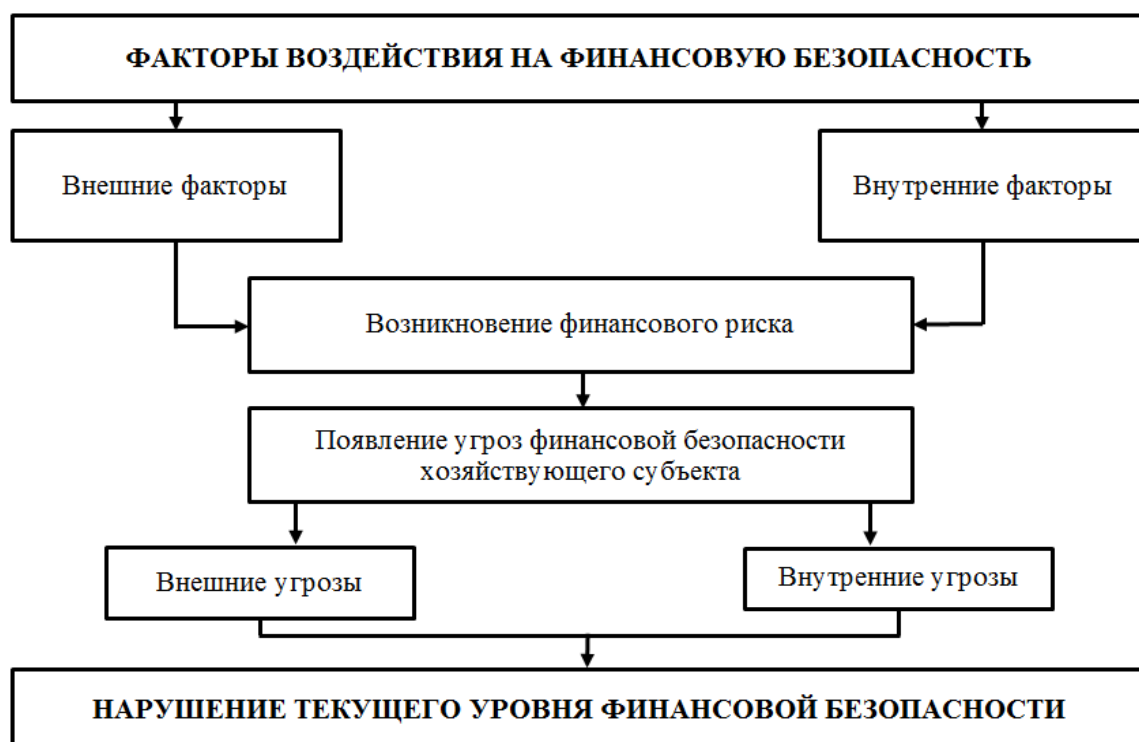 ФАКТОРЫ ВОЗДЕЙСТВИЯ НА ФИНАНСОВУЮ БЕЗОПАСНОСТЬ
Внешние факторы
Внутренние факторы
Возникновение финансового риска
Появление угроз финансовой безопасности
хозяйствующего субъекта
Внешние угрозы
Внутренние угрозы
НАРУШЕНИЕ ТЕКУЩЕГО УРОВНЯ ФИНАНСОВОЙ БЕЗОПАСНОСТИ